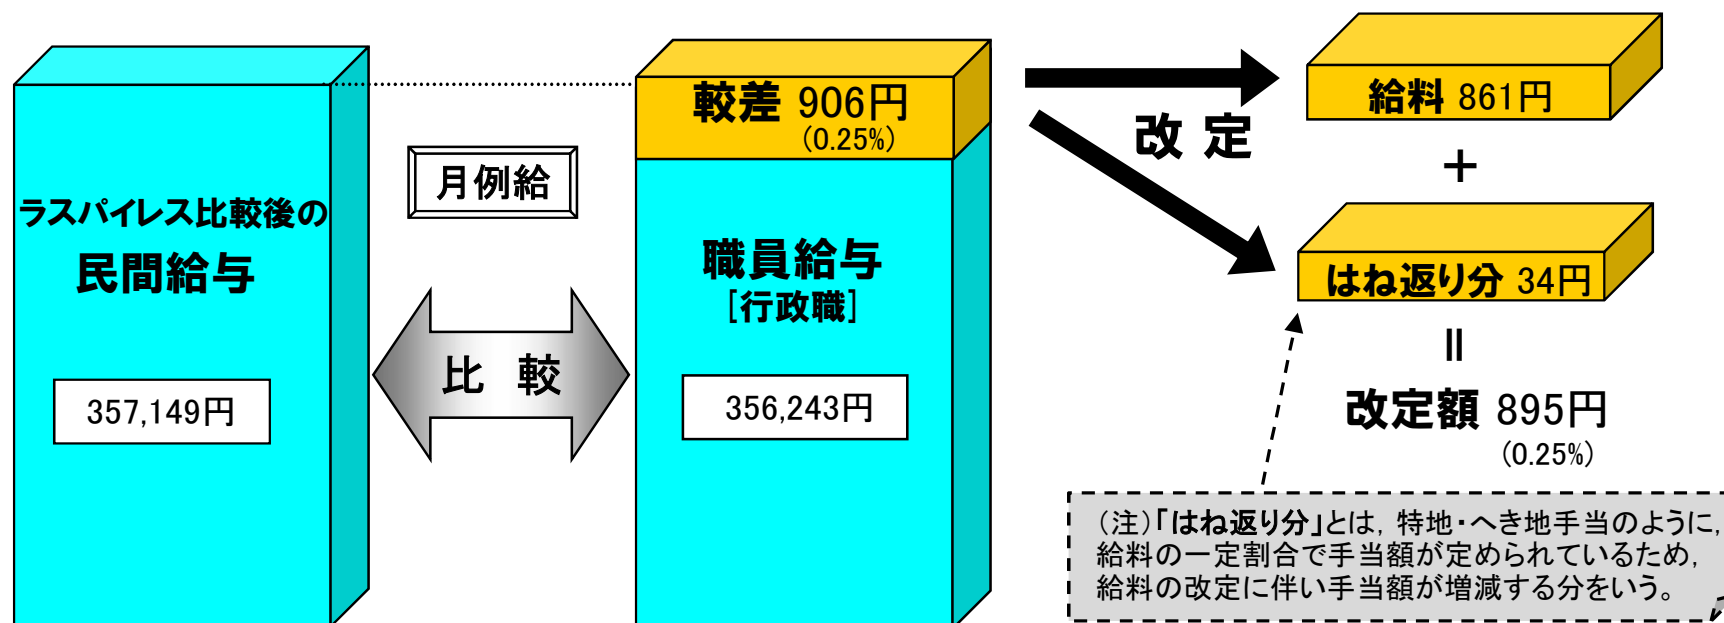 ラスパイレス比較後の
民間給与
357,149円
月例給
比 較
較差 906円
(0.25%)
職員給与
[行政職]
356,243円
改 定
給料 861円
+
はね返り分 34円
=
改定額 895円
(0.25%)
(注)「はね返り分」とは,特地・へき地手当のように,
給料の一定割合で手当額が定められているため,
給料の改定に伴い手当額が増減する分をいう。